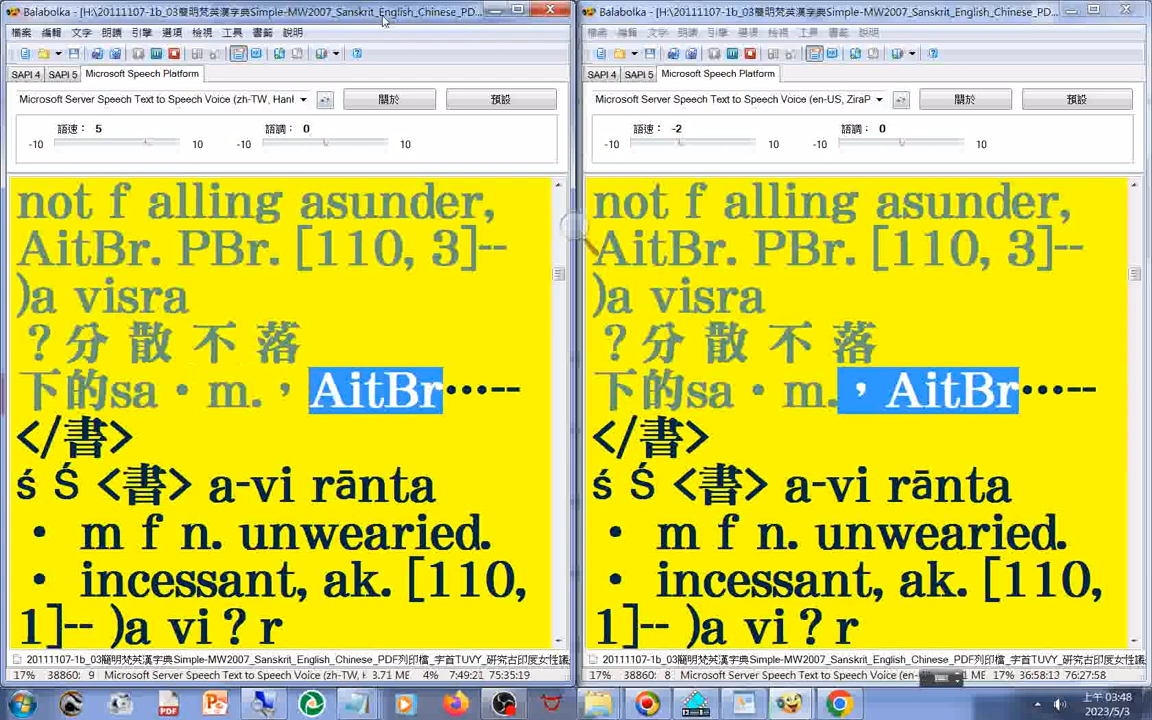 Balabolka - [H:\20111107-1b_03簡明梵英漢字典Simple-MW2007_Sanskrit_English_Chinese_PD...
檔案 編輯 文字 朗讀 引擎 選項 檢視 工具 書籤 說明
SAPI 4 SAPI 5 Microsoft Speech Platform
Microsoft Server Speech Text to Speech Voice (zh-TW, Hanl 關於 預設
語速： 5 語調： 0
-10 10 -10 10
not f alling asunder,
AitBr. PBr. [110, 3]--
)a visra
？分 散 不 落
下的sa‧m.，AitBr…--
</書>
ś Ś <書> a-vi rānta
• m f n. unwearied.
• incessant, ak. [110,
1]-- )a vi？r
20111107-1b_03簡明梵英漢字典Simple-MW2007_Sanskrit_English_Chinese_PDF列印檔_字首TUVY_研究古印度女性議
17% 38860: 9 Microsoft Server Speech Text to Speech Voice (zh-TW, 3.71 ME 4% 7:49:21 75:35:19
Balabolka - [H:\20111107-1b_03簡明梵英漢字典Simple-MW2007_Sanskrit_English_Chinese_PD...
檔案 編輯 文字 朗讀 引擎 選項 檢視 工具 書籤 說明
SAPI 4 SAPI 5 Microsoft Speech Platform
Microsoft Server Speech Text to Speech Voice (en-US, ZiraP 關於 預設
語速： -2 語調： 0
-10 10 -10 10
not f alling asunder,
AitBr. PBr. [110, 3]--
)a visra
？分 散 不 落
下的sa‧m.，AitBr…--
</書>
ś Ś <書> a-vi rānta
• m f n. unwearied.
• incessant, ak. [110,
1]-- )a vi？r
20111107-1b_03簡明梵英漢字典Simple-MW2007_Sanskrit_English_Chinese_PDF列印檔_字首TUVY_研究古印度女性議
17% 38860: 8 Microsoft Server Speech Text to Speech Voice ME 17% 36:58:13 76:27:58
PDF
上午 03:48
2023/5/3